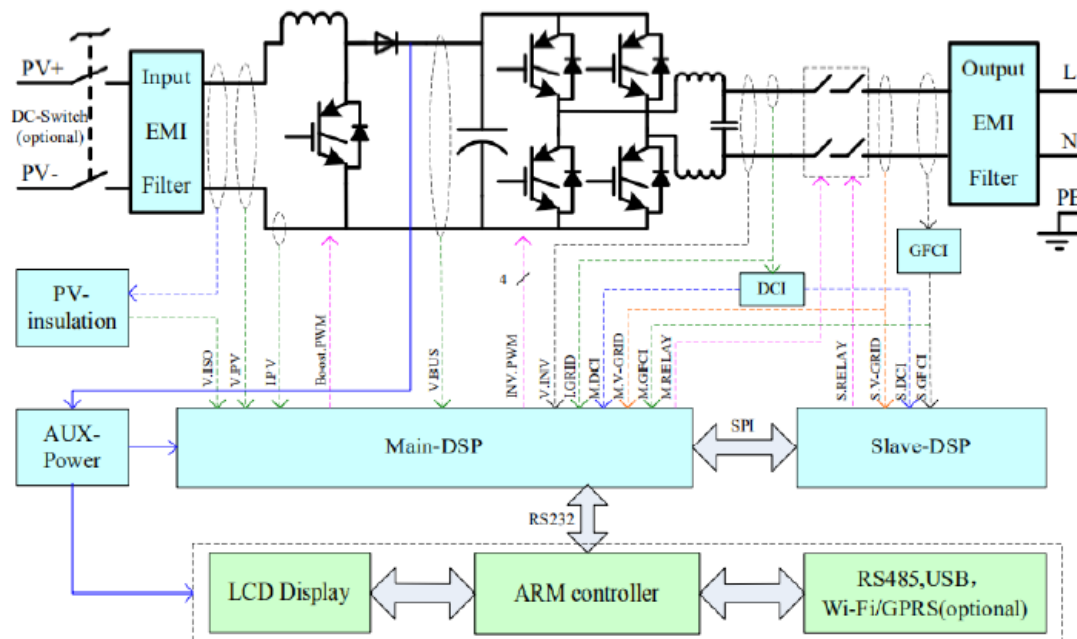 PV+
DC-Switch
(optional)
PV-
Input
EMI
Filter
Output
EMI
Filter
L
N
PE
GFCI
DCI
PV-
insulation
4
V.ISO
V.PV
I.PV
Boost.PWM
V.BUS
INV.PWM
V.INV
I.GRID
M.DCI
M.V-GRID
M.GFCI
M.RELAY
S.RELAY
S.V-GRID
S.DCI
S.GFCI
AUX-
Power
Main-DSP
SPI
Slave-DSP
RS232
LCD Display
ARM controller
RS485,USB，
Wi-Fi/GPRS(optional)